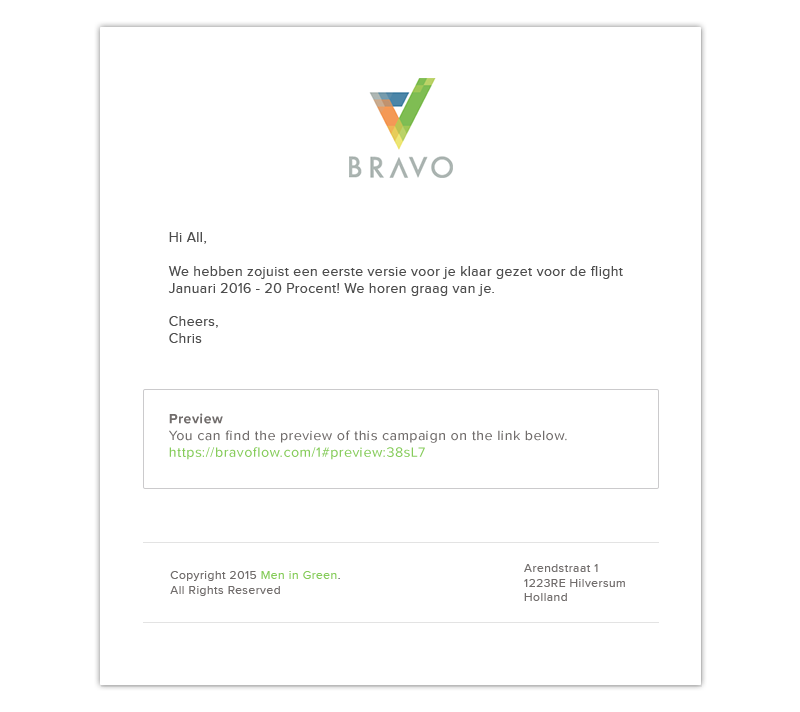 BRAVO
Hi All,
We hebben zojuist een eerste versie voor je klaar gezet voor de flight
Januari 2016 - 20 Procent! We horen graag van je.
Cheers,
Chris
Preview
You can find the preview of this campaign on the link below.
https://bravoflow.com/1#preview:38sL7
Copyright 2015 Men in Green.
All Rights Reserved
Arendstraat 1
1223RE Hilversum
Holland